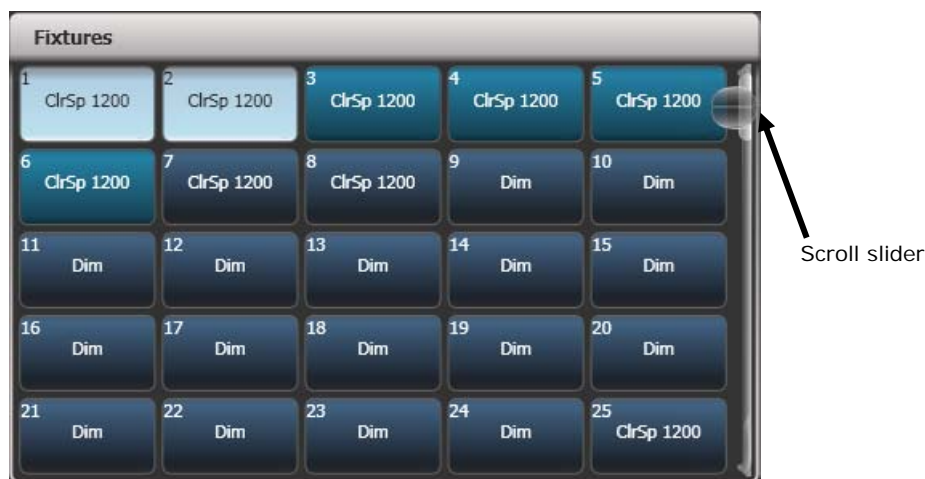 Fixtures
1 2 3 4 5
ClrSp 1200 ClrSp 1200 ClrSp 1200 ClrSp 1200 ClrSp 1200
6 7 8 9 10
ClrSp 1200 ClrSp 1200 ClrSp 1200 Dim Dim
11 12 13 14 15
Dim Dim Dim Dim Dim
Scroll slider
16 17 18 19 20
Dim Dim Dim Dim Dim
21 22 23 24 25
Dim Dim Dim Dim ClrSp 1200